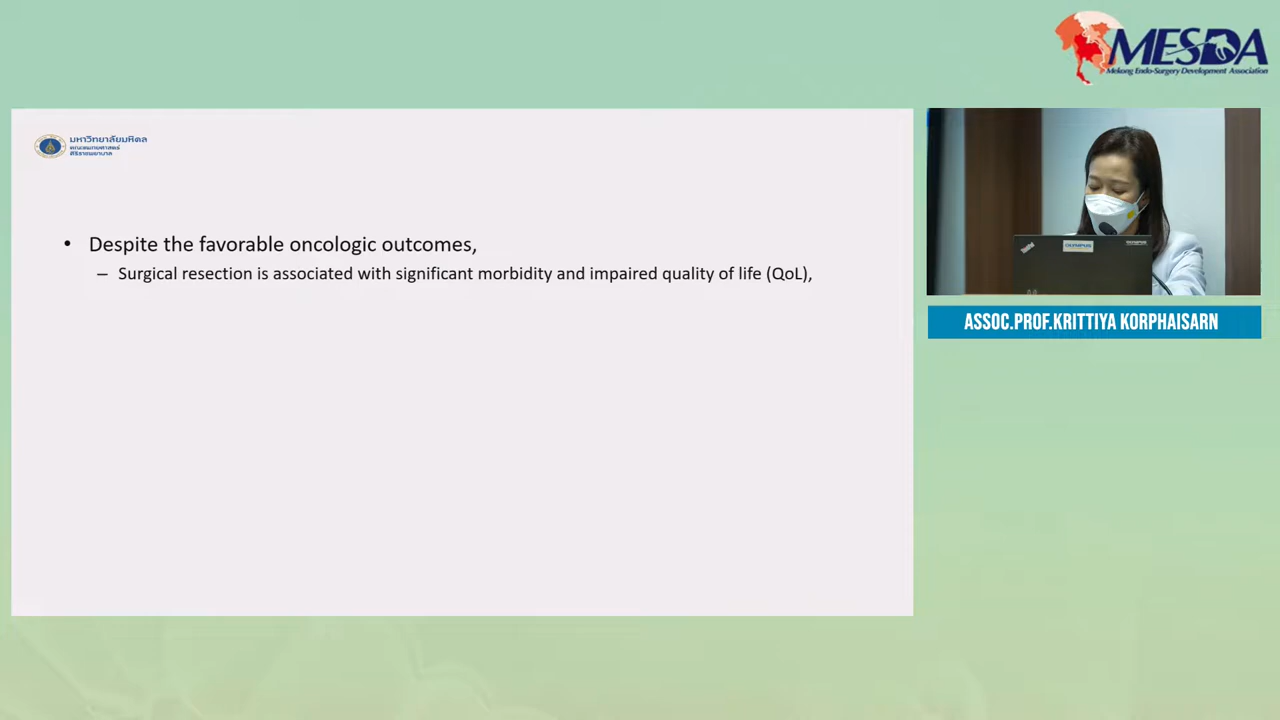 MESDA
Mekong Endo-Surgery Development Association
มหาวิทยาลัยมหิดล
คณะแพทยศาสตร์
ศิริราชพยาบาล
• Despite the favorable oncologic outcomes,
– Surgical resection is associated with significant morbidity and impaired quality of life (QoL),
OLYMPUS
ASSOC.PROF.KRITTIYA KORPHAISARN